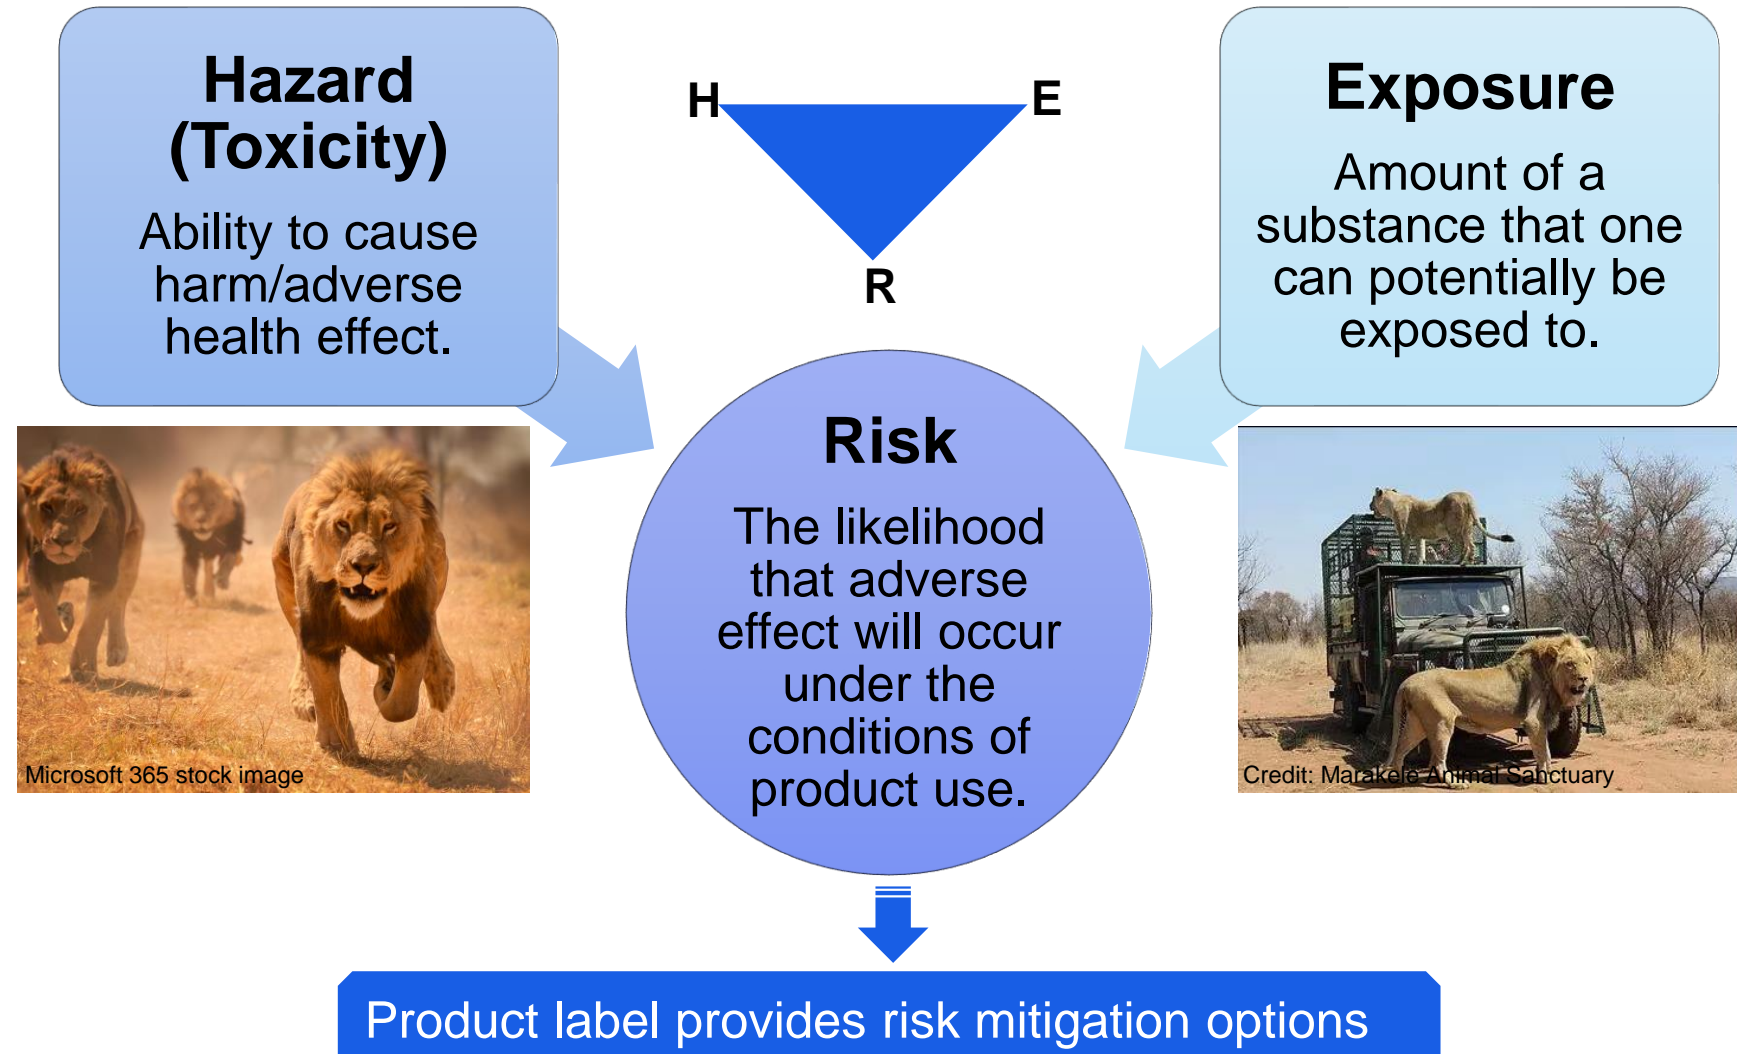 Hazard
(Toxicity)
Ability to cause
harm/adverse
health effect.
H
E
R
Exposure
Amount of a
substance that one
can potentially be
exposed to.
Risk
The likelihood
that adverse
effect will occur
under the
conditions of
product use.
Microsoft 365 stock image
Credit: Marakele Animal Sanctuary
Product label provides risk mitigation options